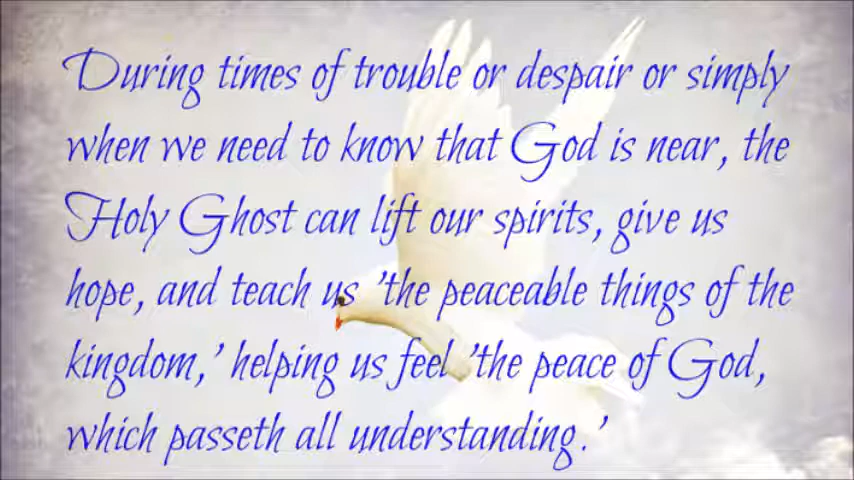 During times of trouble or despair or simply
when we need to know that God is near, the
Holy Ghost can lift our spirits, give us
hope, and teach us 'the peaceable things of the
kingdom,' helping us feel 'the peace of God,
which passeth all understanding.'